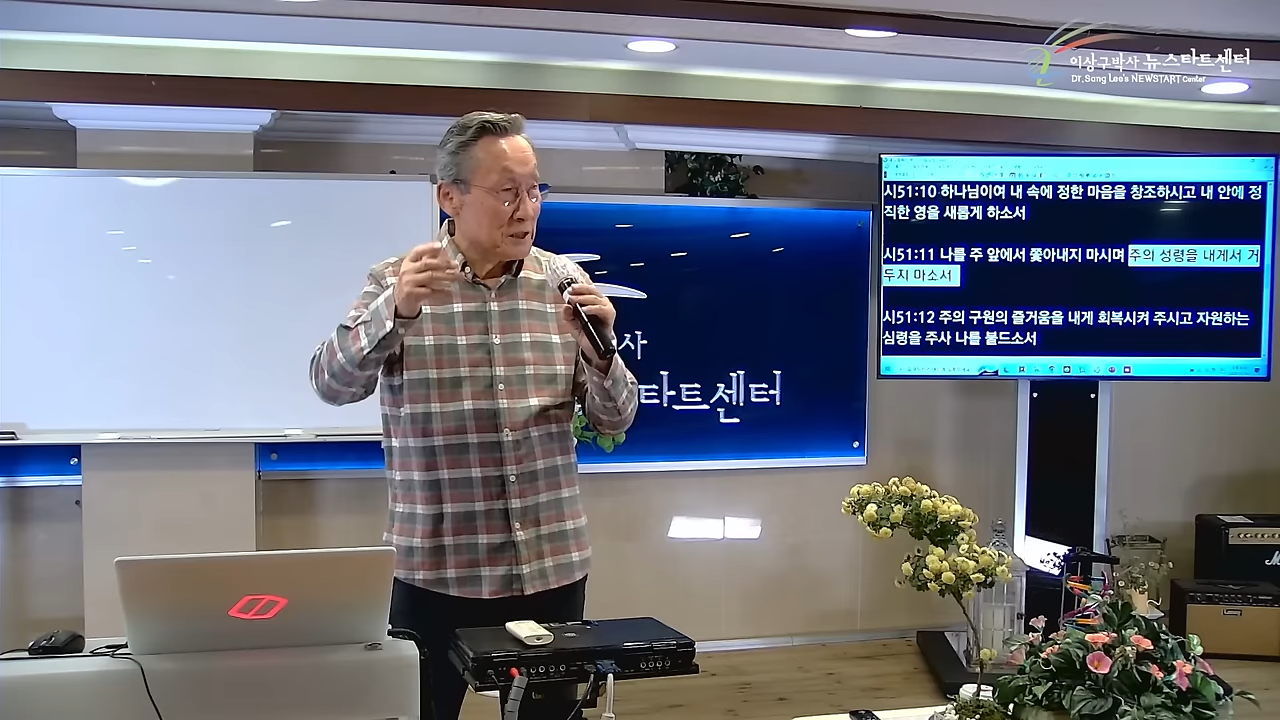 이상구박사 뉴스타트센터
Dr.Sang Lee's NEWSTART Center
시51:10 하나님이여 내 속에 정한 마음을 창조하시고 내 안에 정
직한 영을 새롭게 하소서
시51:11 나를 주 앞에서 쫓아내지 마시며 주의 성령을 내게서 거
두지 마소서
시51:12 주의 구원의 즐거움을 내게 회복시켜 주시고 자원하는
심령을 주사 나를 붙드소서
사
타트센터